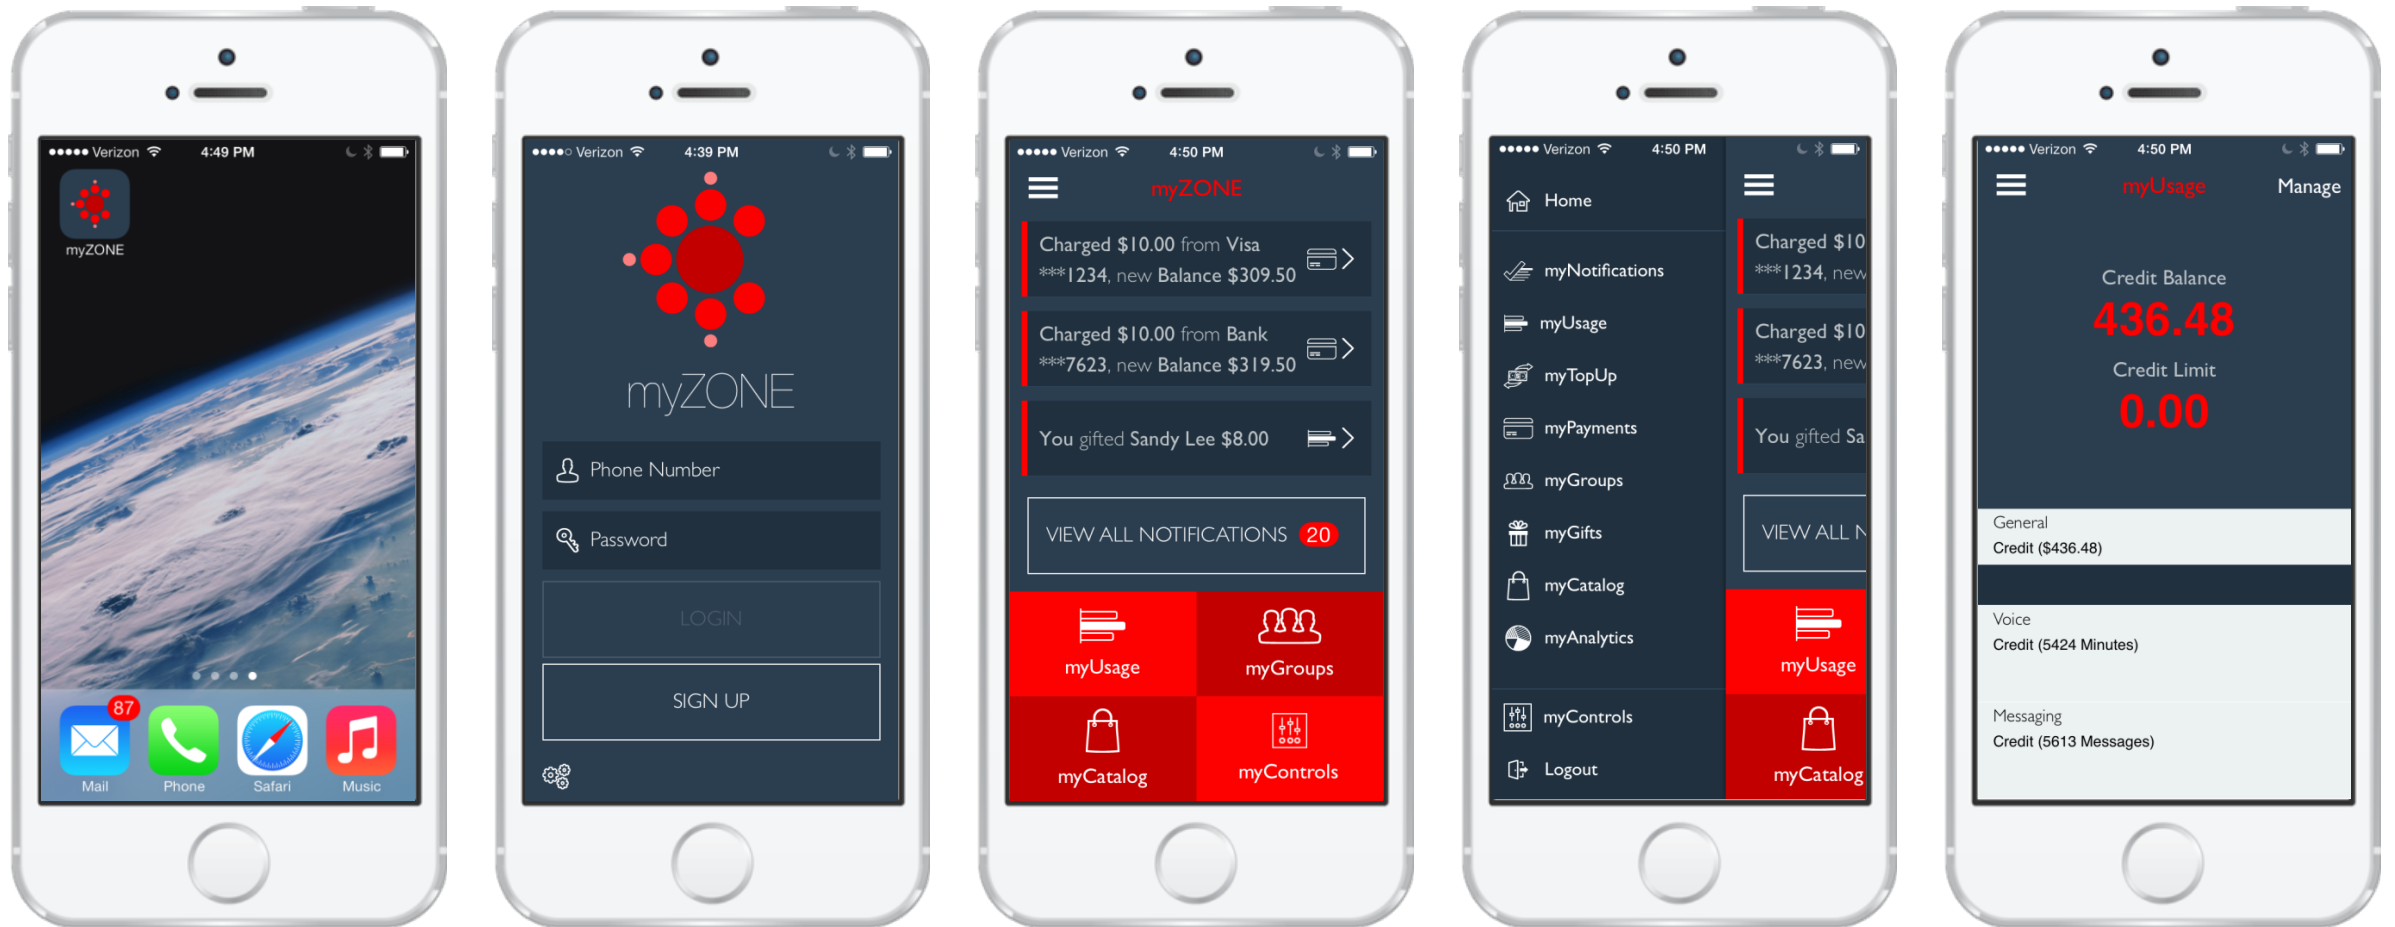 Verizon
4:49 PM
myZONE
87
Mail
Phone
Safari
Music
Verizon
4:39 PM
myZONE
Phone Number
Password
LOGIN
SIGN UP
Verizon
4:50 PM
myZONE
Charged $10.00 from Visa
***1234, new Balance $309.50
Charged $10.00 from Bank
***7623, new Balance $319.50
You gifted Sandy Lee $8.00
VIEW ALL NOTIFICATIONS 20
myUsage
myGroups
myCatalog
myControls
Verizon
4:50 PM
Home
myNotifications
myUsage
myTopUp
myPayments
myGroups
myGifts
myCatalog
myAnalytics
myControls
Logout
Charged $10
***1234, new
Charged $10
***7623, new
You gifted Sa
VIEW ALL N
myUsage
myCatalog
Verizon
4:50 PM
myUsage
Manage
Credit Balance
436.48
Credit Limit
0.00
General
Credit ($436.48)
Voice
Credit (5424 Minutes)
Messaging
Credit (5613 Messages)